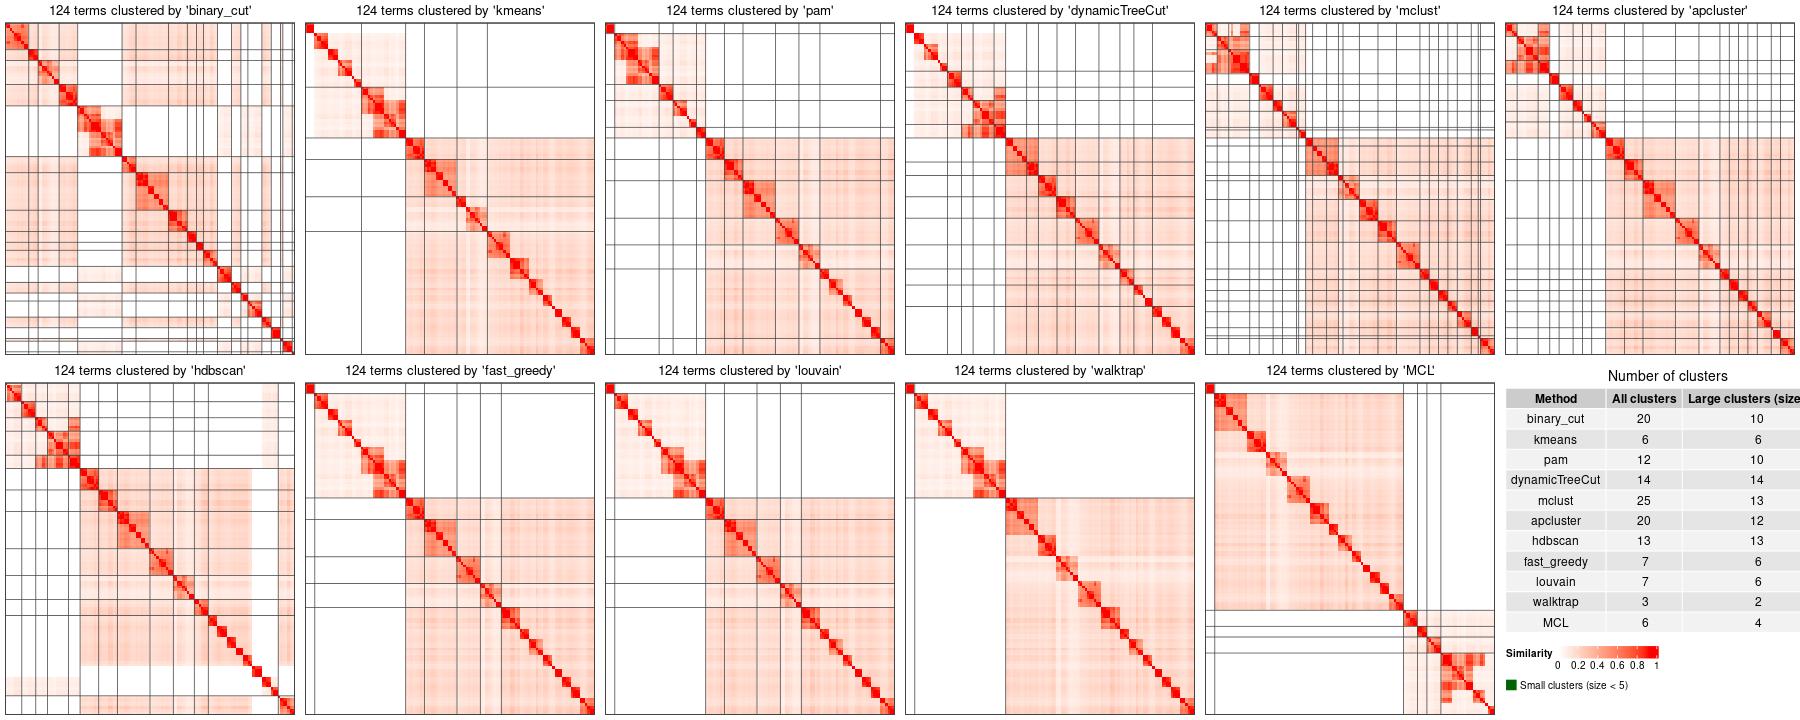 124 terms clustered by 'binary_cut'
124 terms clustered by 'kmeans'
124 terms clustered by 'pam'
124 terms clustered by 'dynamicTreeCut'
124 terms clustered by 'mclust'
124 terms clustered by 'apcluster'
124 terms clustered by 'hdbscan'
124 terms clustered by 'fast_greedy'
124 terms clustered by 'louvain'
124 terms clustered by 'walktrap'
124 terms clustered by 'MCL'
Number of clusters
Method All clusters Large clusters (size
binary_cut 20 10
kmeans 6 6
pam 12 10
dynamicTreeCut 14 14
mclust 25 13
apcluster 20 12
hdbscan 13 13
fast_greedy 7 6
louvain 7 6
walktrap 3 2
MCL 6 4
Similarity
0 0.2 0.4 0.6 0.8 1
Small clusters (size < 5)